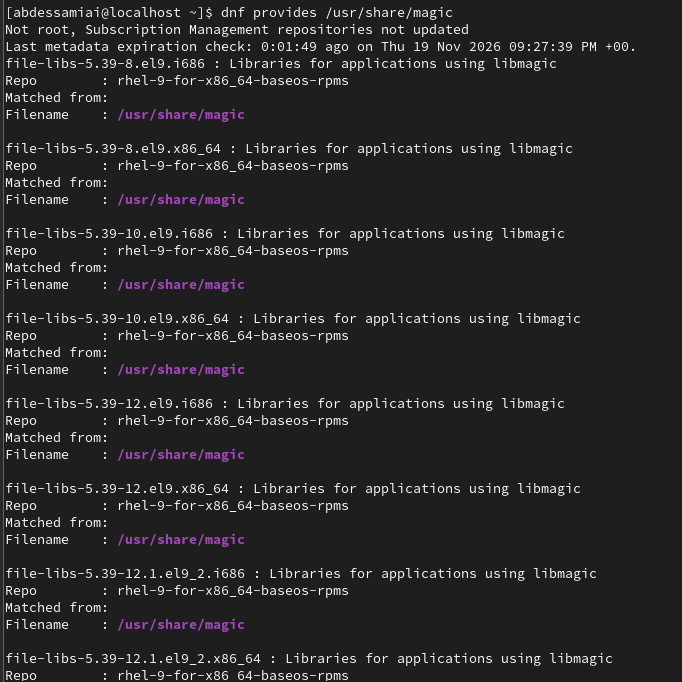 [abdessamiai@localhost ~]$ dnf provides /usr/share/magic
Not root, Subscription Management repositories not updated
Last metadata expiration check: 0:01:49 ago on Thu 19 Nov 2026 09:27:39 PM +00.
file-libs-5.39-8.el9.i686 : Libraries for applications using libmagic
Repo        : rhel-9-for-x86_64-baseos-rpms
Matched from:
Filename    : /usr/share/magic

file-libs-5.39-8.el9.x86_64 : Libraries for applications using libmagic
Repo        : rhel-9-for-x86_64-baseos-rpms
Matched from:
Filename    : /usr/share/magic

file-libs-5.39-10.el9.i686 : Libraries for applications using libmagic
Repo        : rhel-9-for-x86_64-baseos-rpms
Matched from:
Filename    : /usr/share/magic

file-libs-5.39-10.el9.x86_64 : Libraries for applications using libmagic
Repo        : rhel-9-for-x86_64-baseos-rpms
Matched from:
Filename    : /usr/share/magic

file-libs-5.39-12.el9.i686 : Libraries for applications using libmagic
Repo        : rhel-9-for-x86_64-baseos-rpms
Matched from:
Filename    : /usr/share/magic

file-libs-5.39-12.el9.x86_64 : Libraries for applications using libmagic
Repo        : rhel-9-for-x86_64-baseos-rpms
Matched from:
Filename    : /usr/share/magic

file-libs-5.39-12.1.el9_2.i686 : Libraries for applications using libmagic
Repo        : rhel-9-for-x86_64-baseos-rpms
Matched from:
Filename    : /usr/share/magic

file-libs-5.39-12.1.el9_2.x86_64 : Libraries for applications using libmagic
Repo        : rhel-9-for-x86_64-baseos-rpms